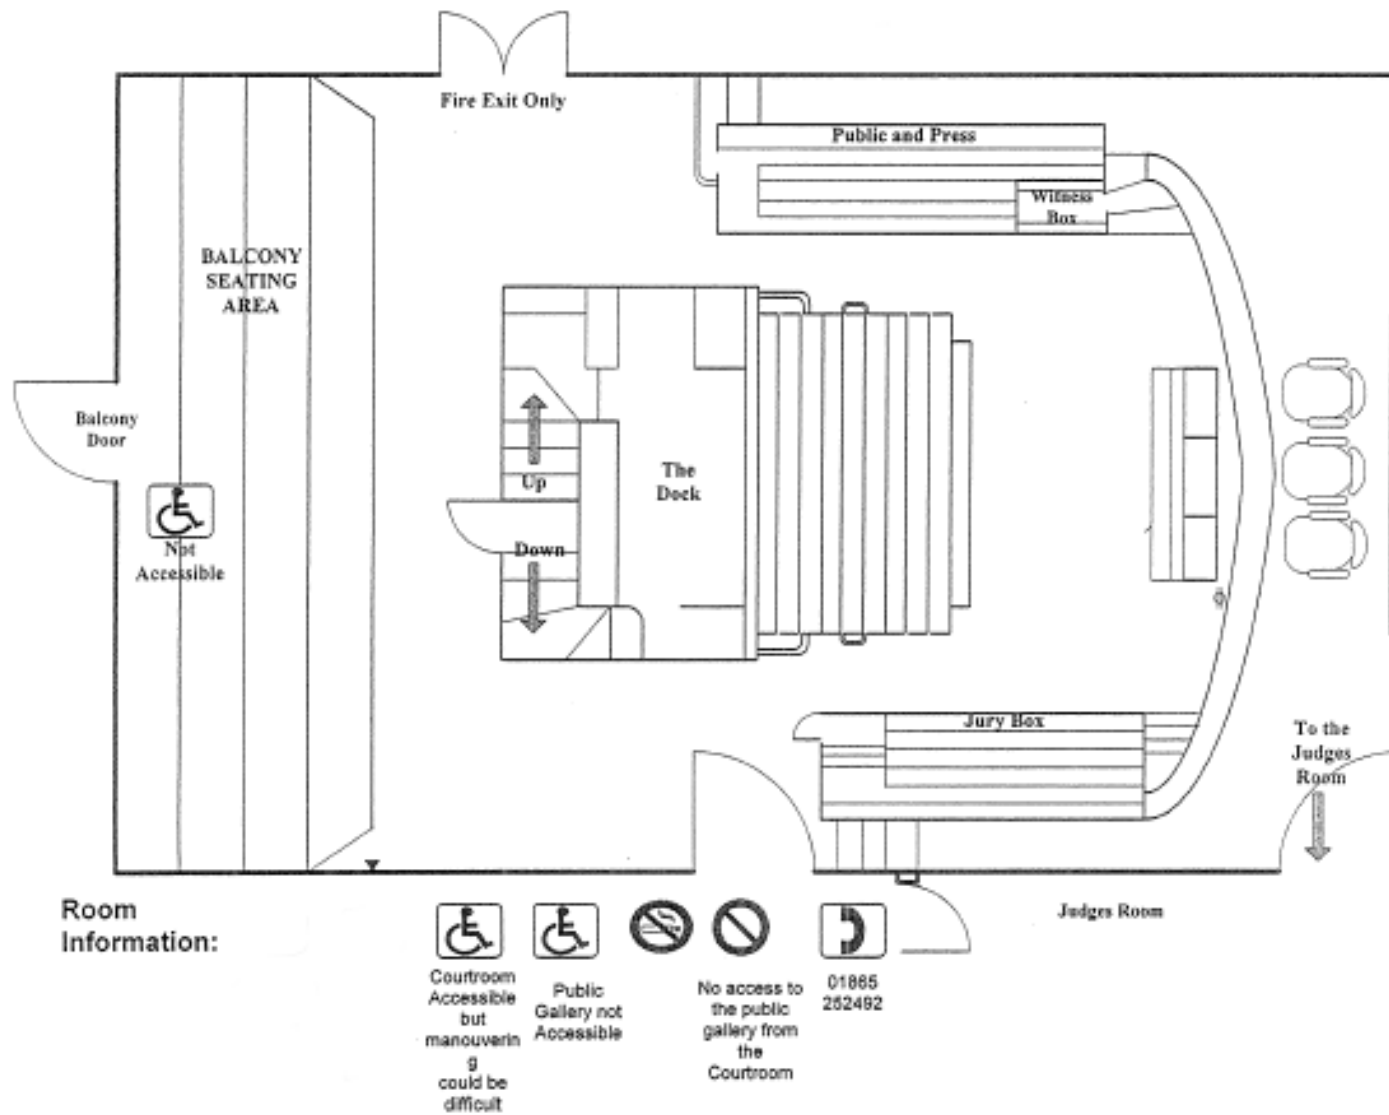 Fire Exit Only
Public and Press
Witness
Box
BALCONY
SEATING
AREA
Balcony
Door
Up
The
Dock
Not
Accessible
Down
Jury Box
To the
Judges
Room
Judges Room
Room
Information:
Courtroom
Accessible
but
manouverin
g
could be
difficult
Public
Gallery not
Accessible
No access to
the public
gallery from
the
Courtroom
01865
252492